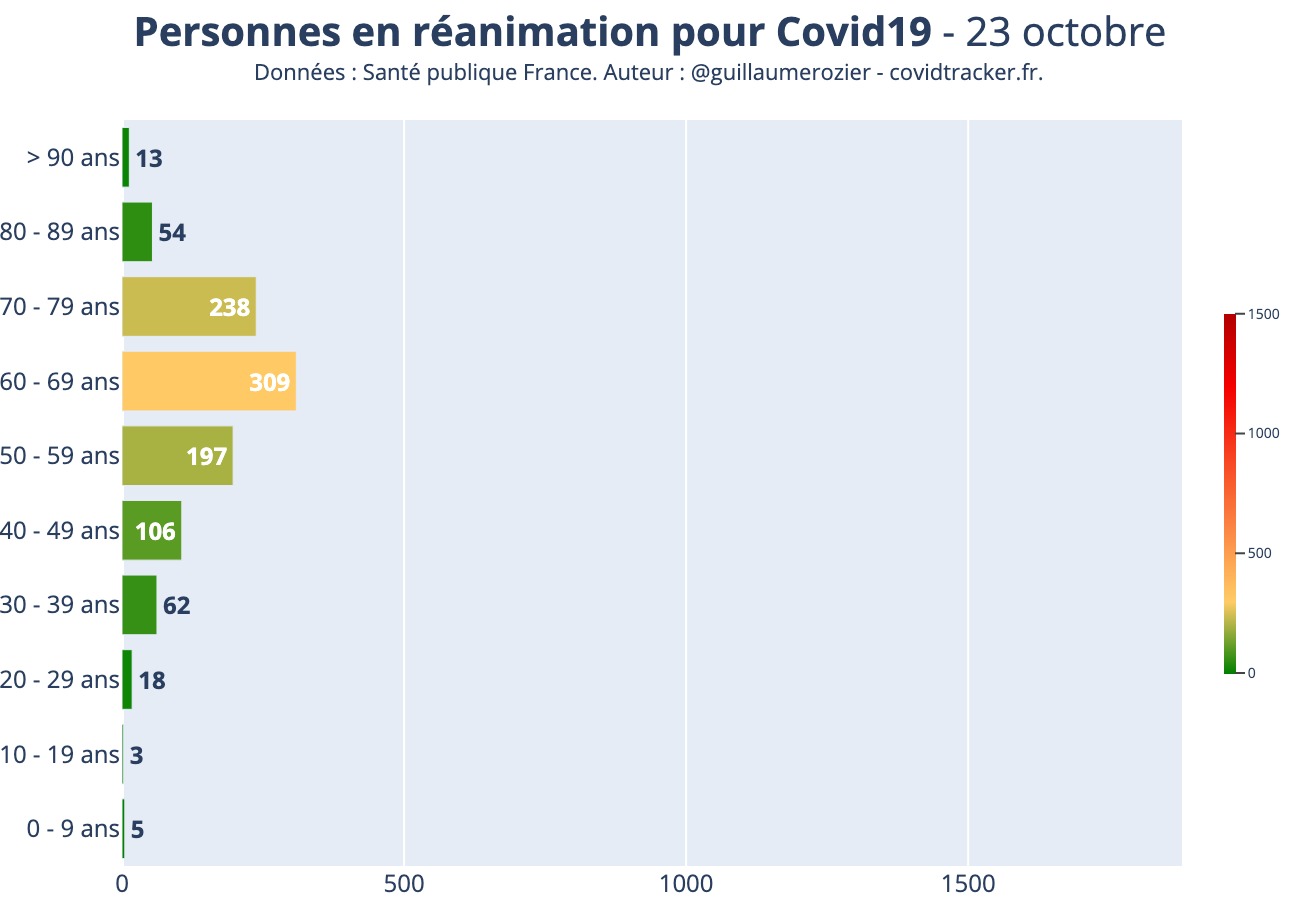 Personnes en réanimation pour Covid19 - 23 octobre
Données : Santé publique France. Auteur : @guillaumerozier - covidtracker.fr.
> 90 ans 13
80 - 89 ans 54
70 - 79 ans 238
60 - 69 ans 309
50 - 59 ans 197
40 - 49 ans 106
30 - 39 ans 62
20 - 29 ans 18
10 - 19 ans 3
0 - 9 ans 5
0 500 1000 1500
1500
1000
500
0